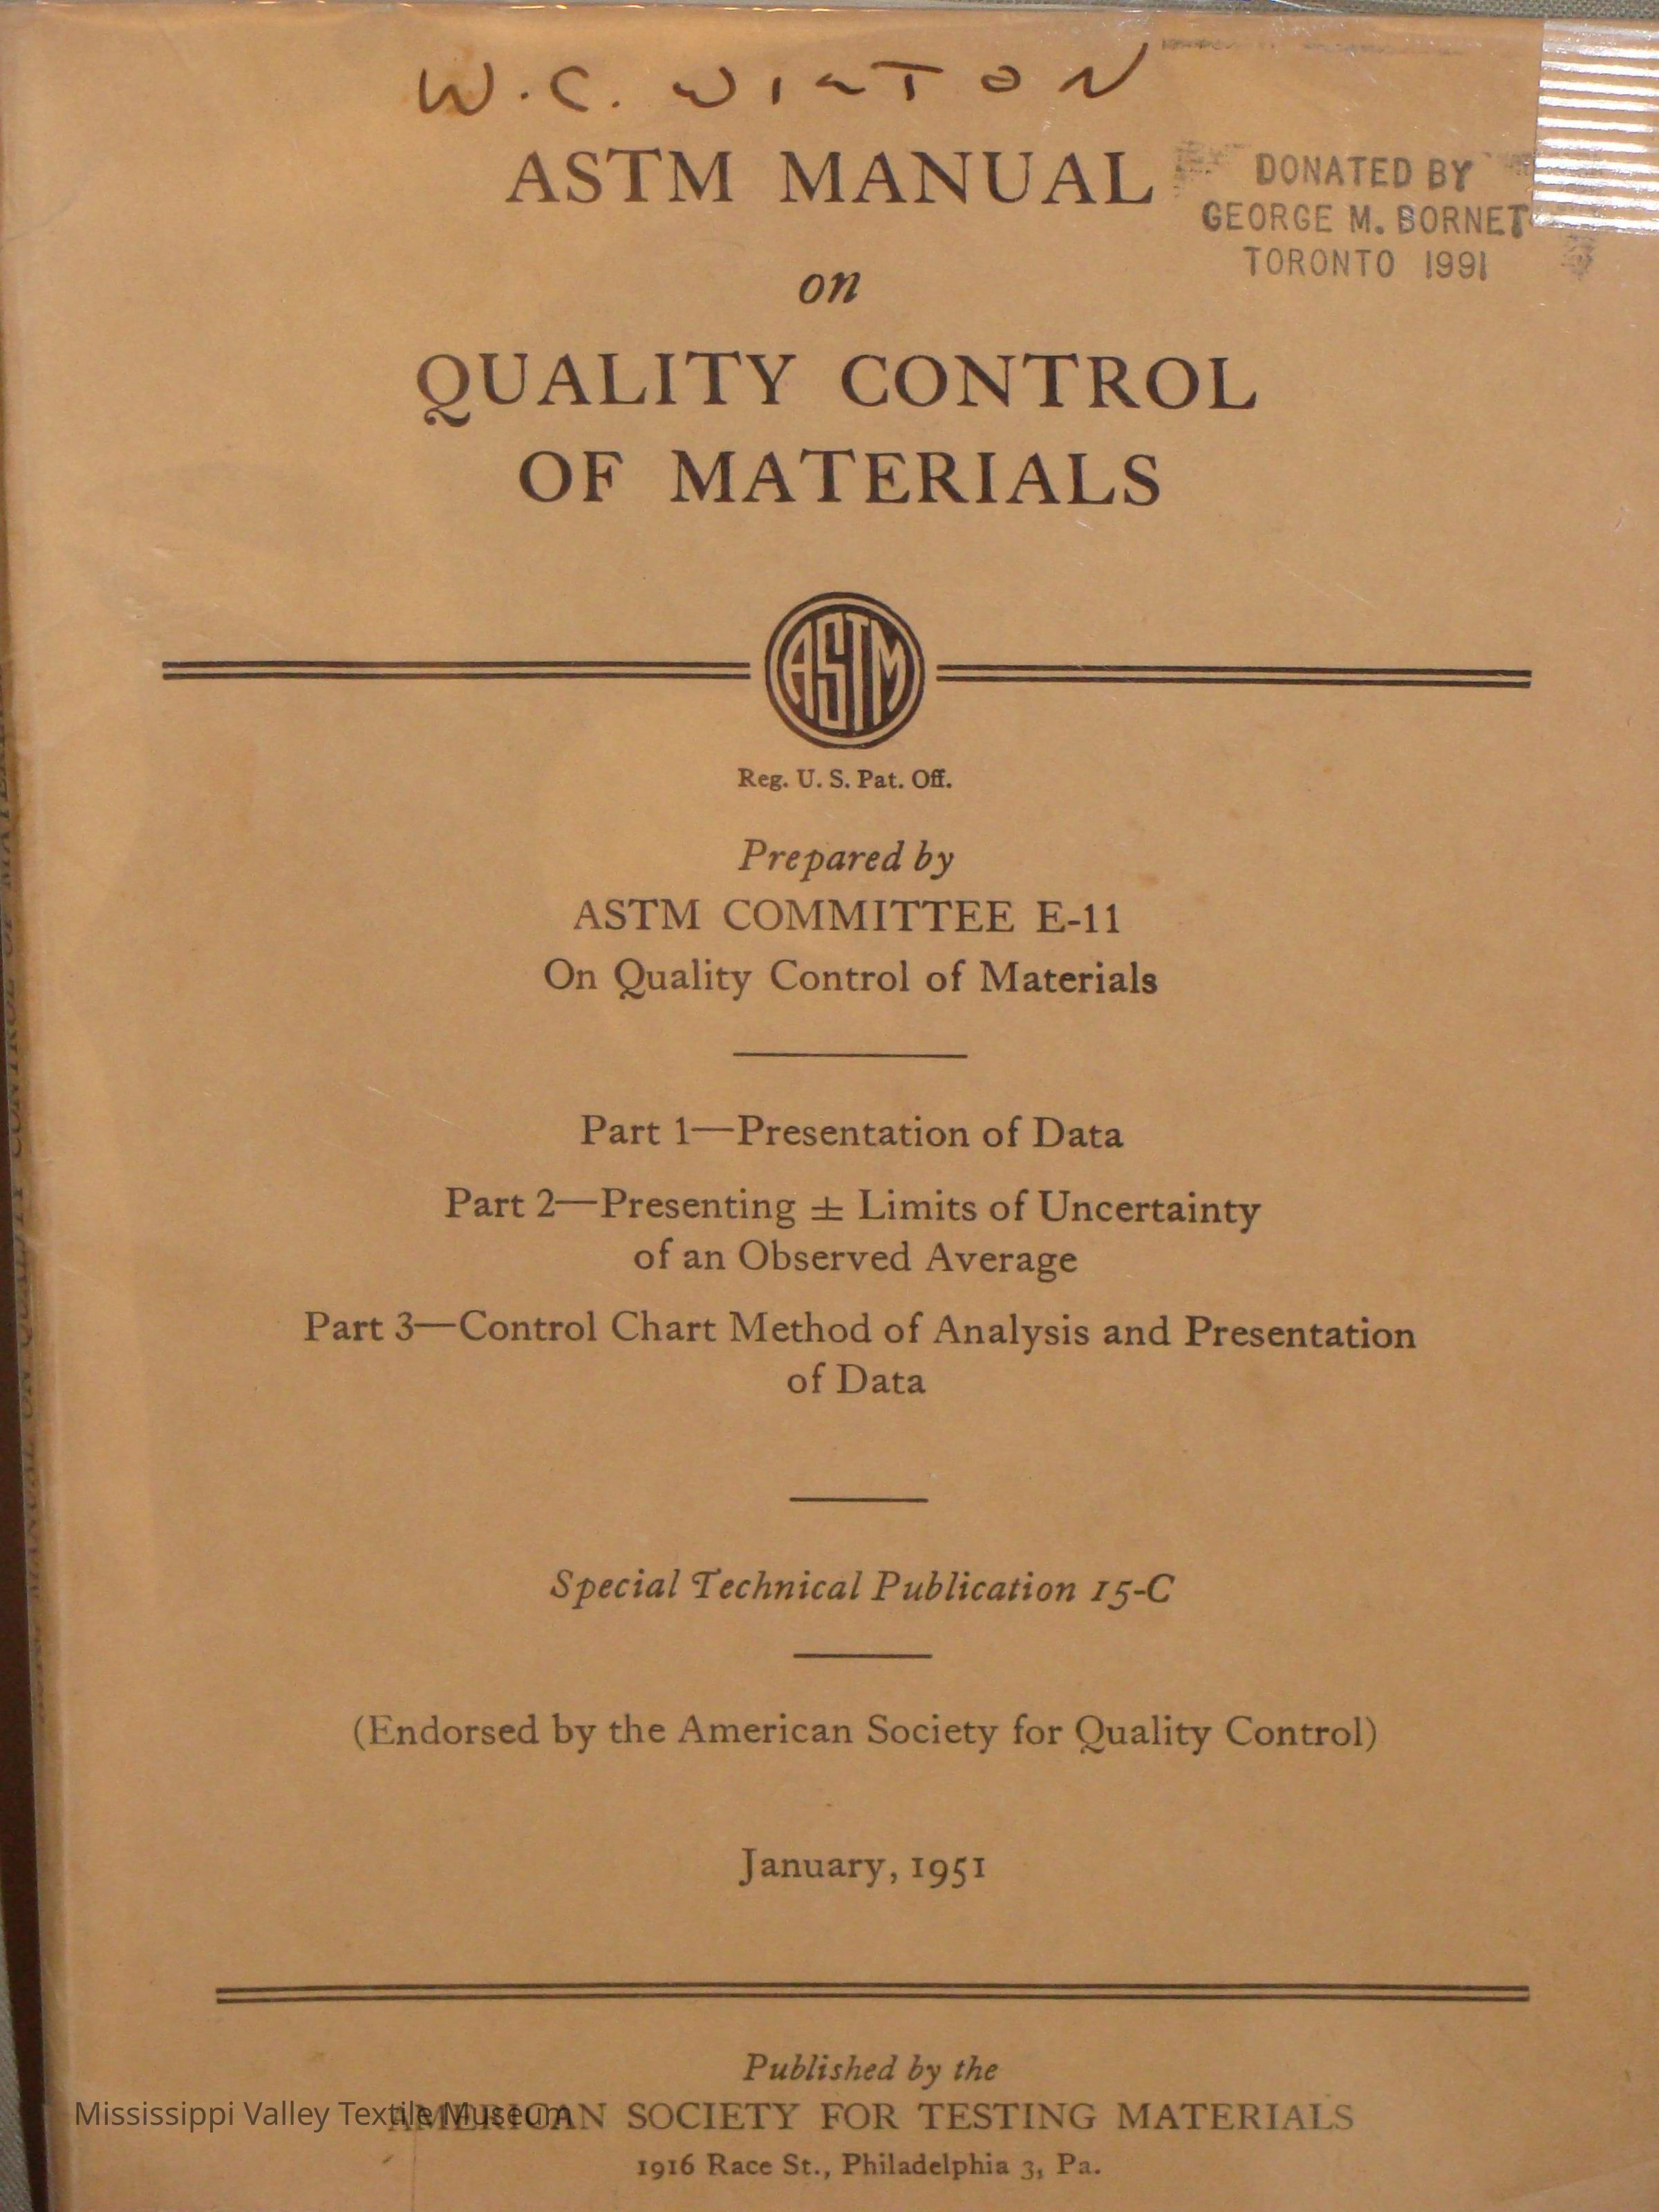 W. C. WINTON
ASTM MANUAL
DONATED BY
GEORGE M. BORNET
TORONTO 1991
on
QUALITY CONTROL
OF MATERIALS
ASTM
Reg. U. S. Pat. Off.
Prepared by
ASTM COMMITTEE E-11
On Quality Control of Materials
Part 1—Presentation of Data
Part 2—Presenting ± Limits of Uncertainty
of an Observed Average
Part 3—Control Chart Method of Analysis and Presentation
of Data
Special Technical Publication 15-C
(Endorsed by the American Society for Quality Control)
January, 1951
Published by the
AMERICAN SOCIETY FOR TESTING MATERIALS
Mississippi Valley Textile Museum
1916 Race St., Philadelphia 3, Pa.